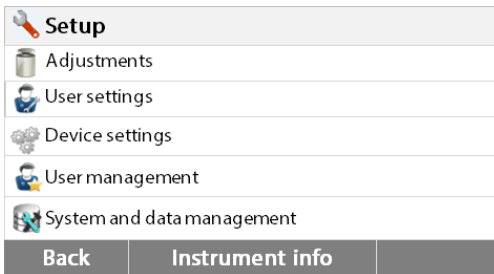 Setup
Adjustments
User settings
Device settings
User management
System and data management
Back Instrument info